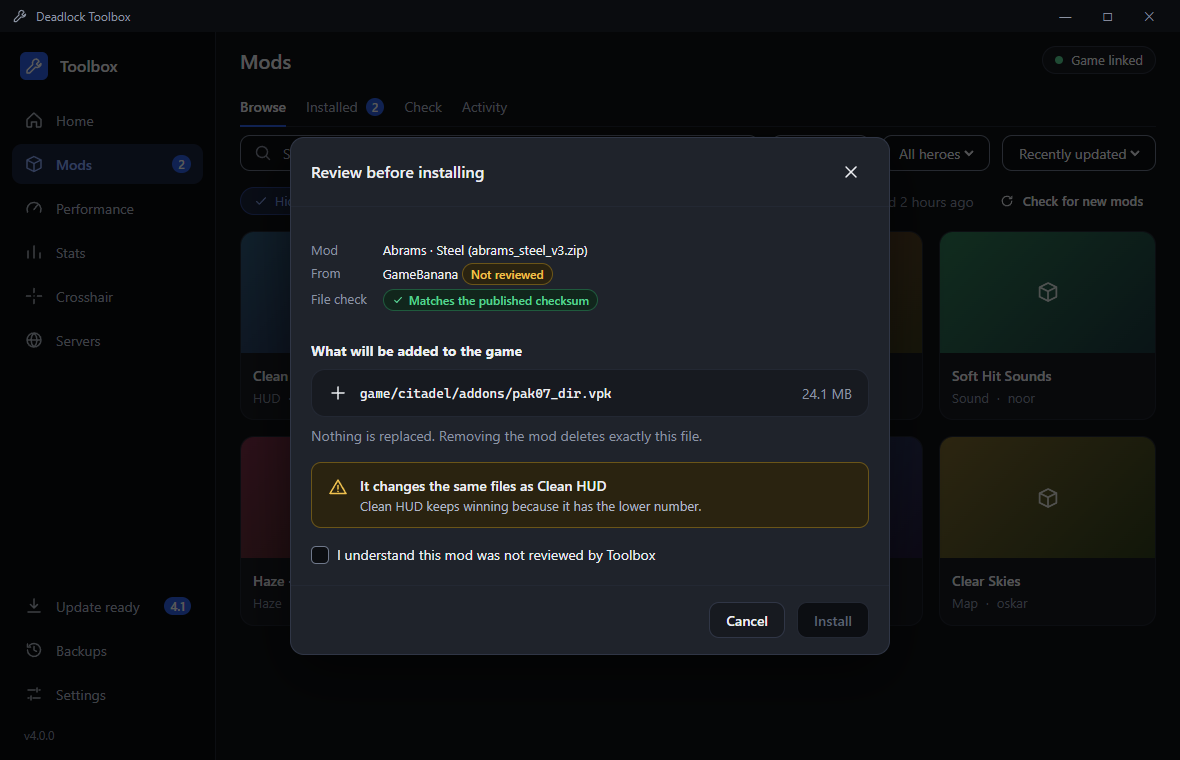 Deadlock Toolbox
Toolbox
Home
Mods 2
Performance
Stats
Crosshair
Servers
Update ready 4.1
Backups
Settings
v4.0.0
Mods
Game linked
Browse Installed 2 Check Activity
All heroes
Recently updated
2 hours ago
Check for new mods
Review before installing
Mod Abrams · Steel (abrams_steel_v3.zip)
From GameBanana Not reviewed
File check Matches the published checksum
What will be added to the game
game/citadel/addons/pak07_dir.vpk 24.1 MB
Nothing is replaced. Removing the mod deletes exactly this file.
It changes the same files as Clean HUD
Clean HUD keeps winning because it has the lower number.
I understand this mod was not reviewed by Toolbox
Cancel Install
Clean
HUD ·
Soft Hit Sounds
Sound · noor
Haze
Haze
Clear Skies
Map · oskar